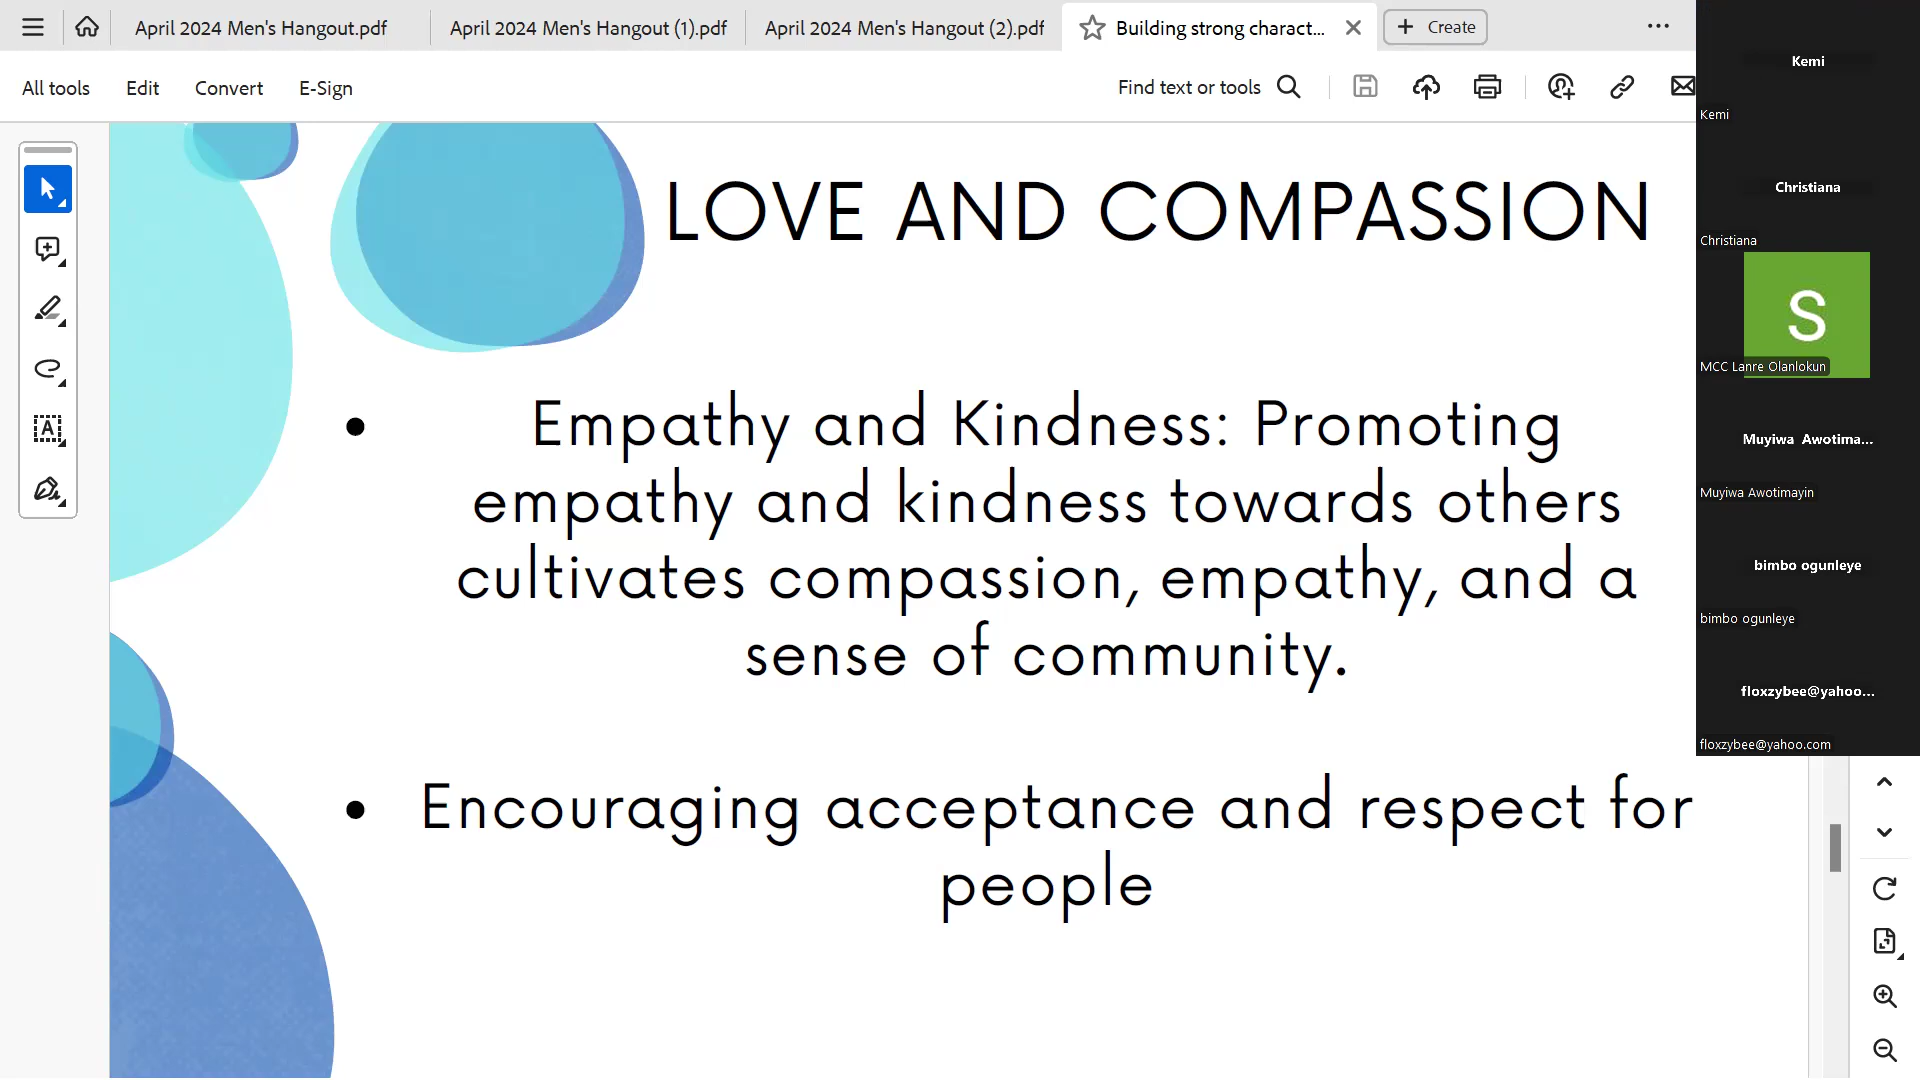 April 2024 Men's Hangout.pdf
April 2024 Men's Hangout (1).pdf
April 2024 Men's Hangout (2).pdf
Building strong charact...
Create
All tools
Edit
Convert
E-Sign
Find text or tools
LOVE AND COMPASSION
Empathy and Kindness: Promoting
empathy and kindness towards others
cultivates compassion, empathy, and a
sense of community.
Encouraging acceptance and respect for
people
Kemi
Kemi
Christiana
Christiana
S
MCC Lanre Olanlokun
Muyiwa Awotima...
Muyiwa Awotimayin
bimbo ogunleye
bimbo ogunleye
floxzybee@yahoo...
floxzybee@yahoo.com